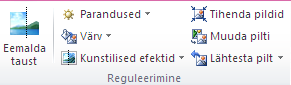 Eemalda
taust
Parandused
Värv
Kunstilised efektid
Tihenda pildid
Muuda pilti
Lähtesta pilt
Reguleerimine